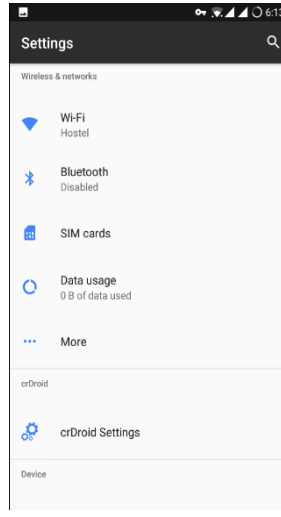 6:13
Settings
Wireless & networks
Wi-Fi
Hostel
Bluetooth
Disabled
SIM cards
Data usage
0 B of data used
More
crDroid
crDroid Settings
Device